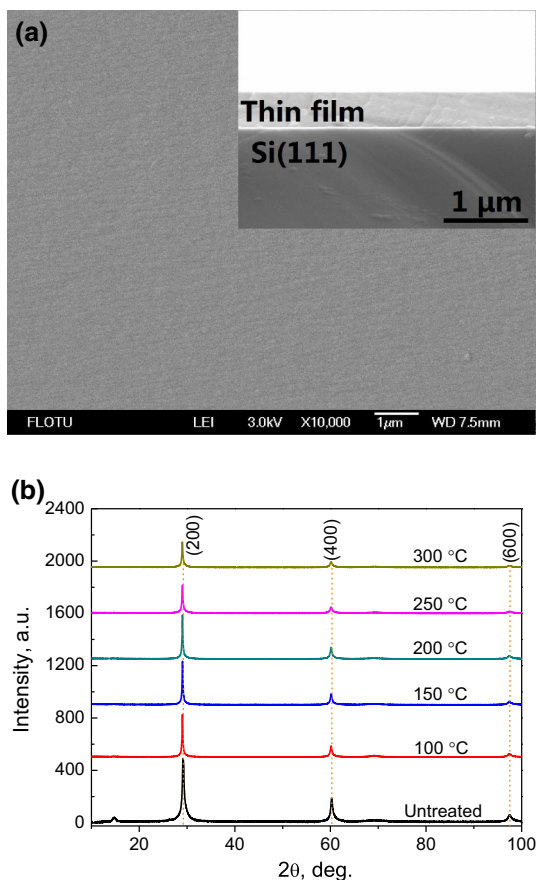 (a)
Thin film
Si(111)
1 µm
FLOTU LEI 3.0kV X10,000 1µm WD 7.5mm
(b)
Intensity, a.u.
2400
2000
1600
1200
800
400
0
(200)
(400)
(600)
300 °C
250 °C
200 °C
150 °C
100 °C
Untreated
20 40 60 80 100
2θ, deg.